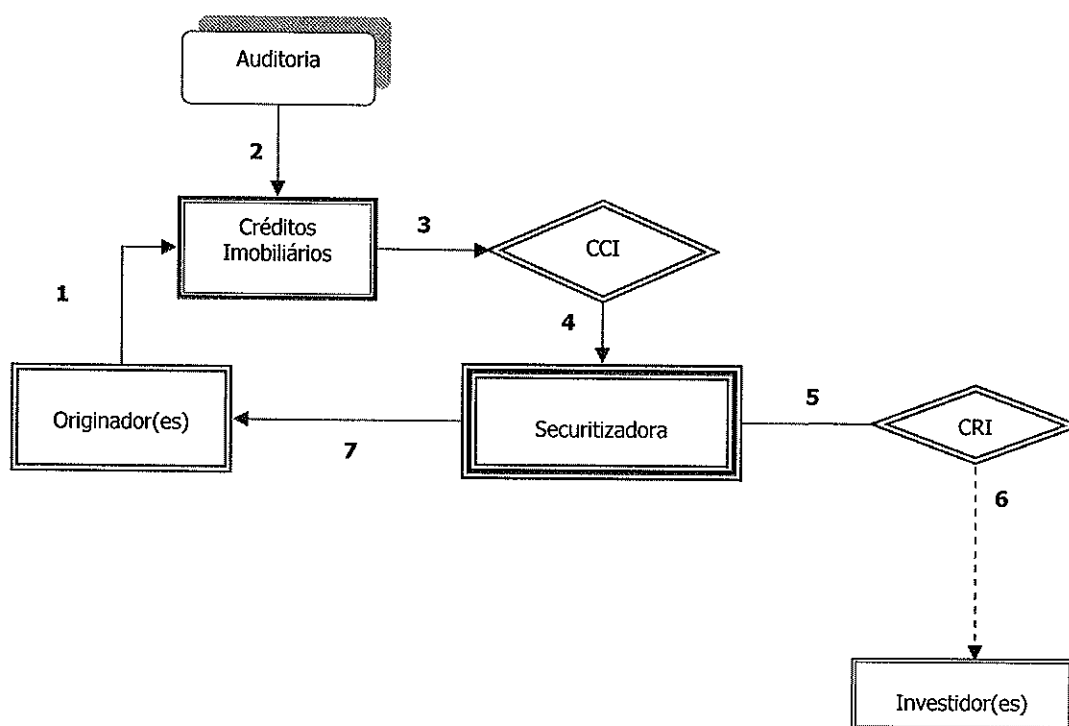 Auditoria
2
Créditos
Imobiliários
3
CCI
1
4
Originador(es)
7
Securitizadora
5
CRI
6
Investidor(es)